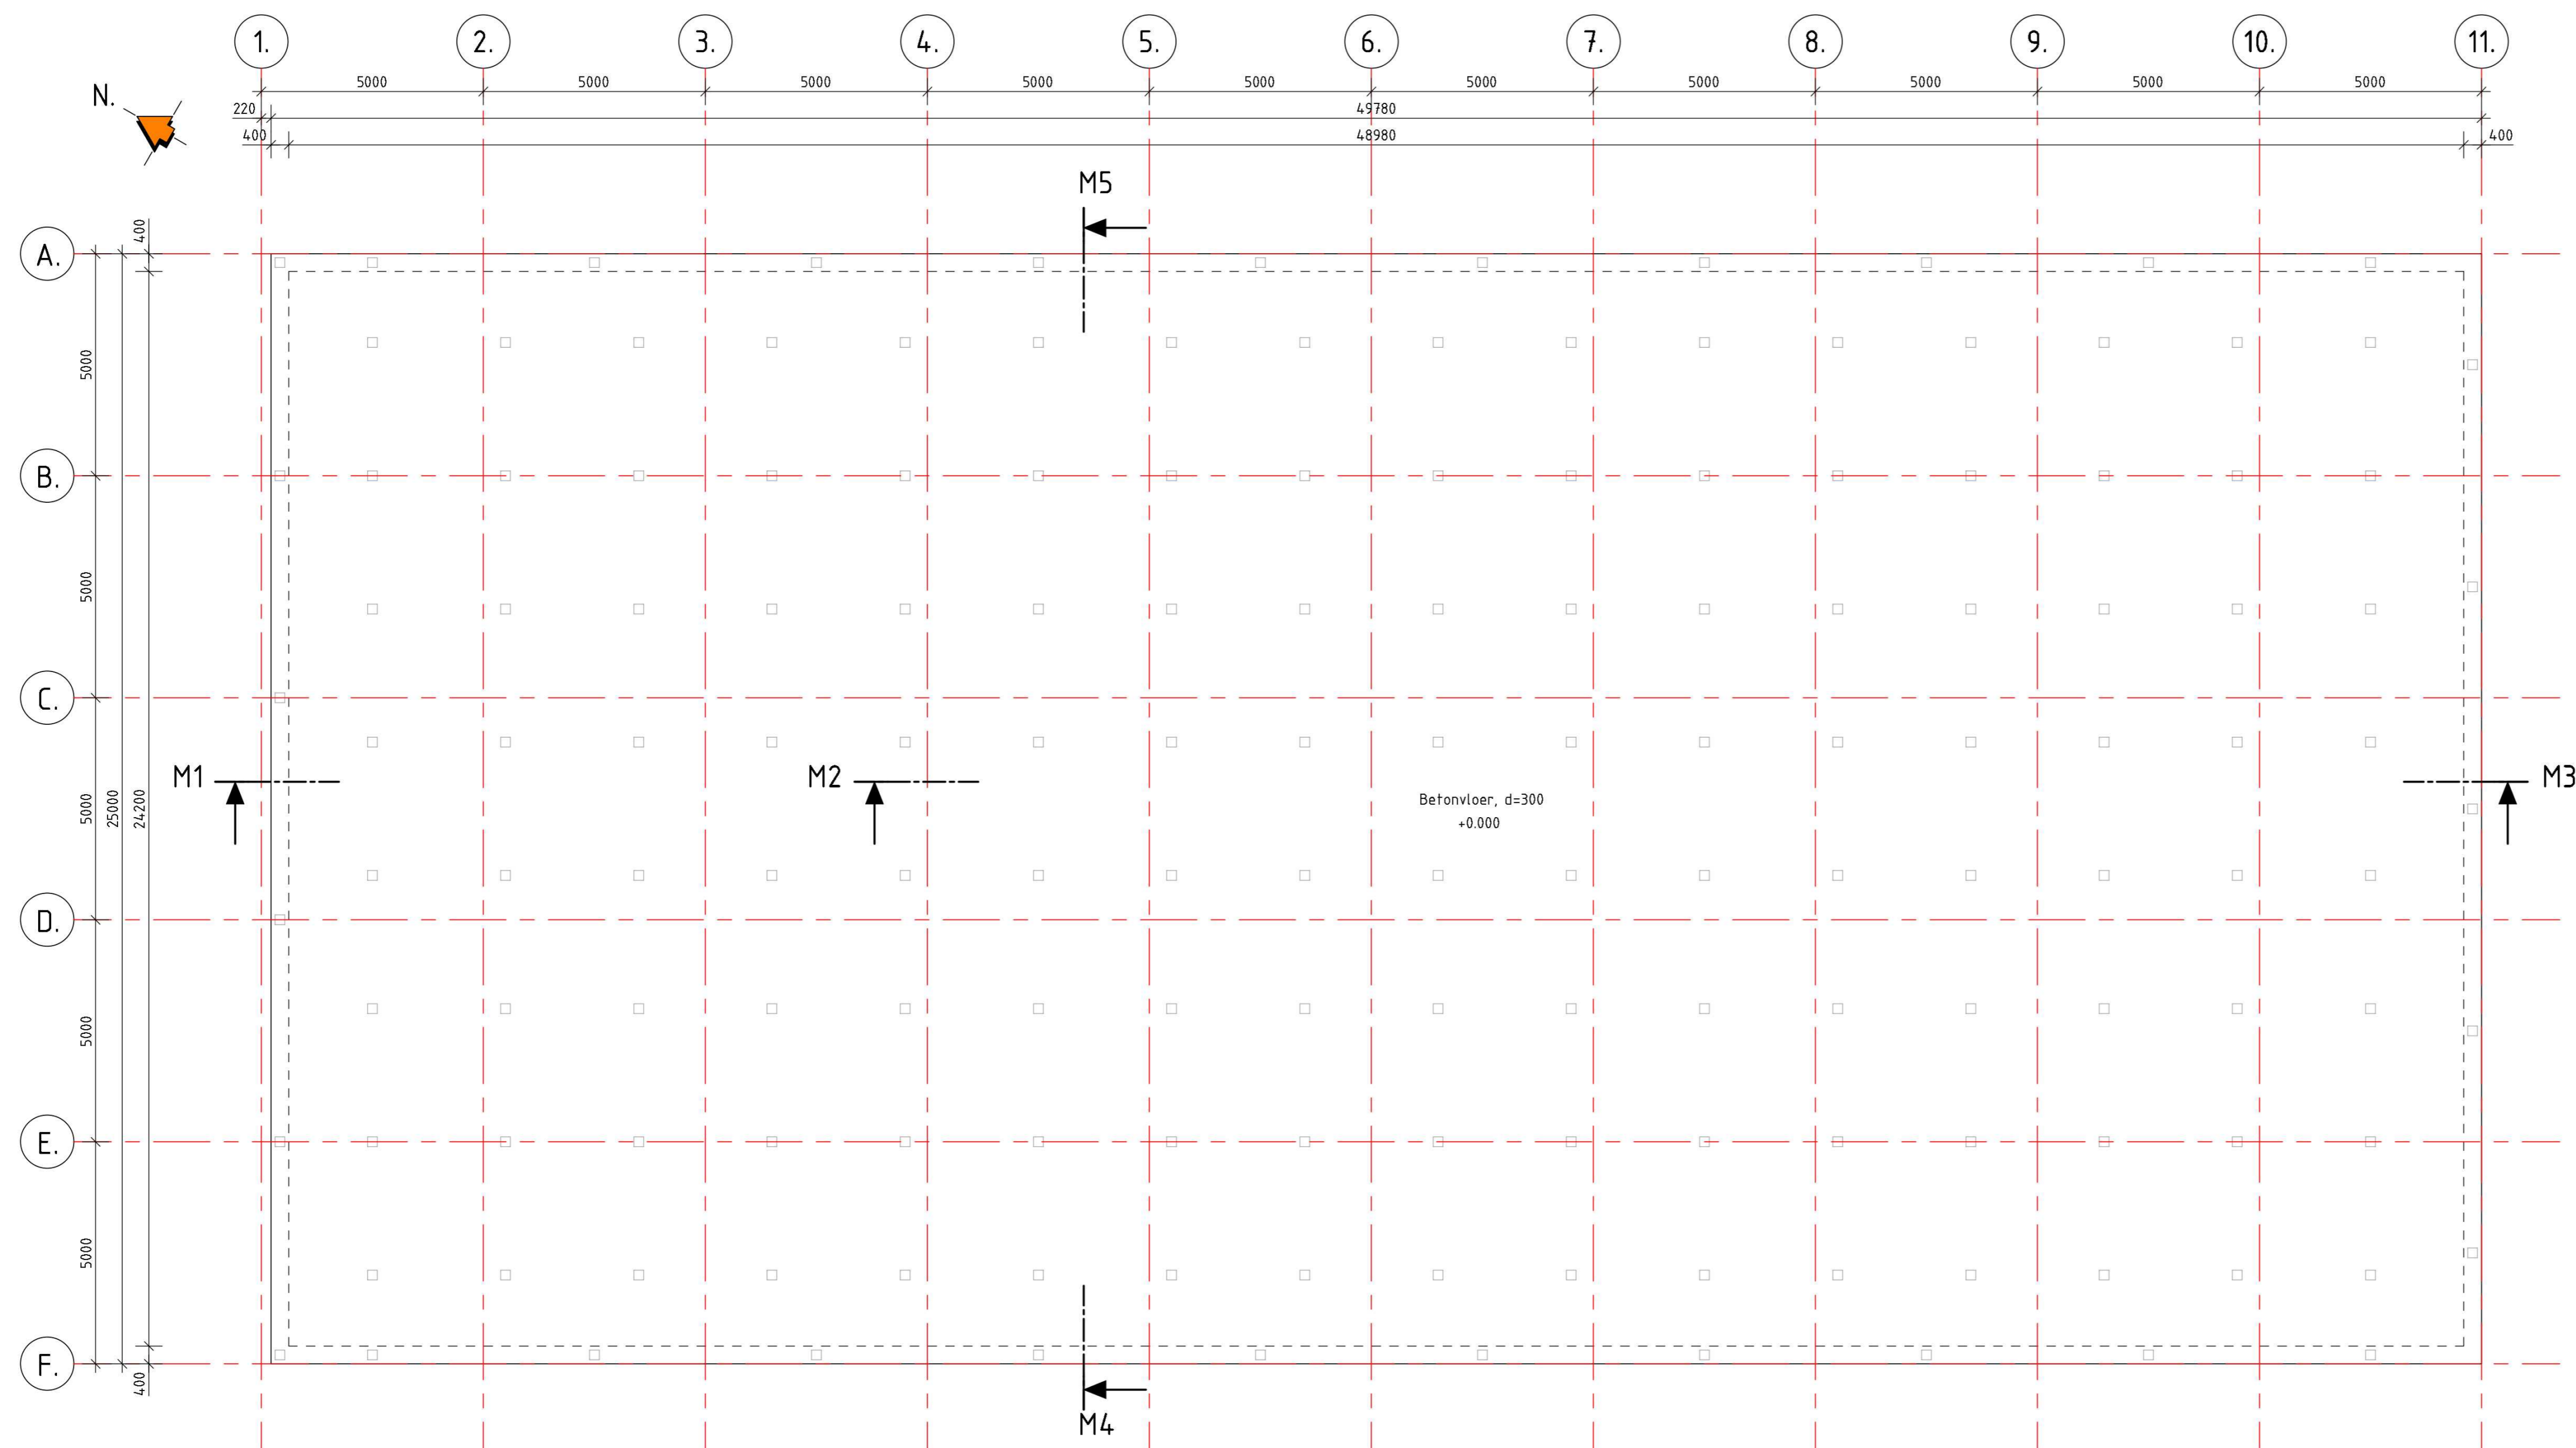 1. 2. 3. 4. 5. 6. 7. 8. 9. 10. 11.
5000 5000 5000 5000 5000 5000 5000 5000 5000 5000
N.
220 49780
400 48980 400
M5
400
A.
5000
B.
5000
C.
M1 M2 M3
5000 25000 24200
Betonvloer, d=300
+0.000
D.
5000
E.
5000
F.
400
M4